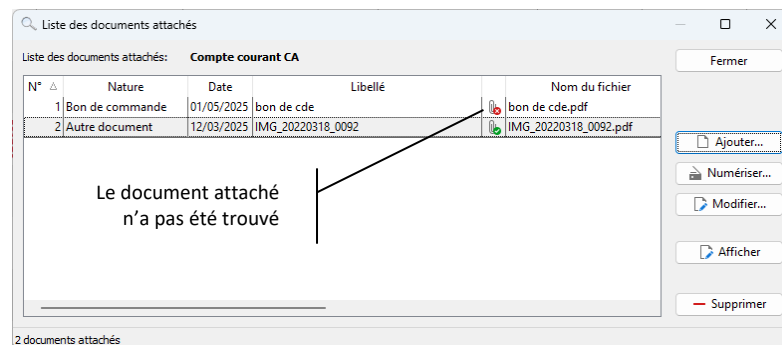 Liste des documents attachés
Liste des documents attachés: Compte courant CA
Fermer
N° Nature Date Libellé Nom du fichier
1 Bon de commande 01/05/2025 bon de cde bon de cde.pdf
2 Autre document 12/03/2025 IMG_20220318_0092 IMG_20220318_0092.pdf
Ajouter...
Numériser...
Modifier...
Le document attaché
n’a pas été trouvé
Afficher
Supprimer
2 documents attachés